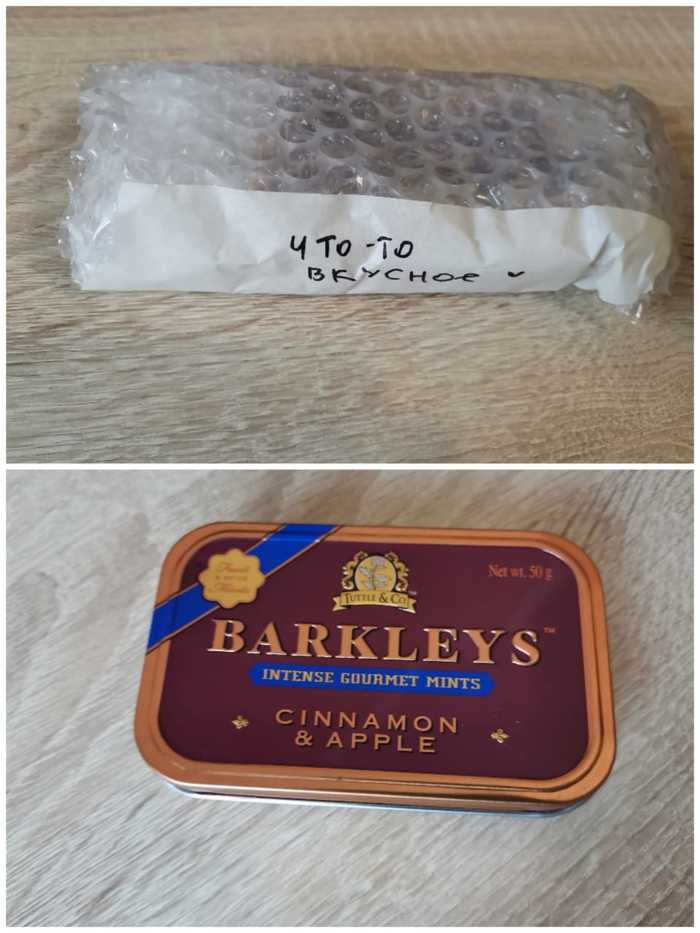 что-то
вкусное
Net wt. 50 g
TUTTLE & CO
BARKLEYS™
INTENSE GOURMET MINTS
CINNAMON
& APPLE